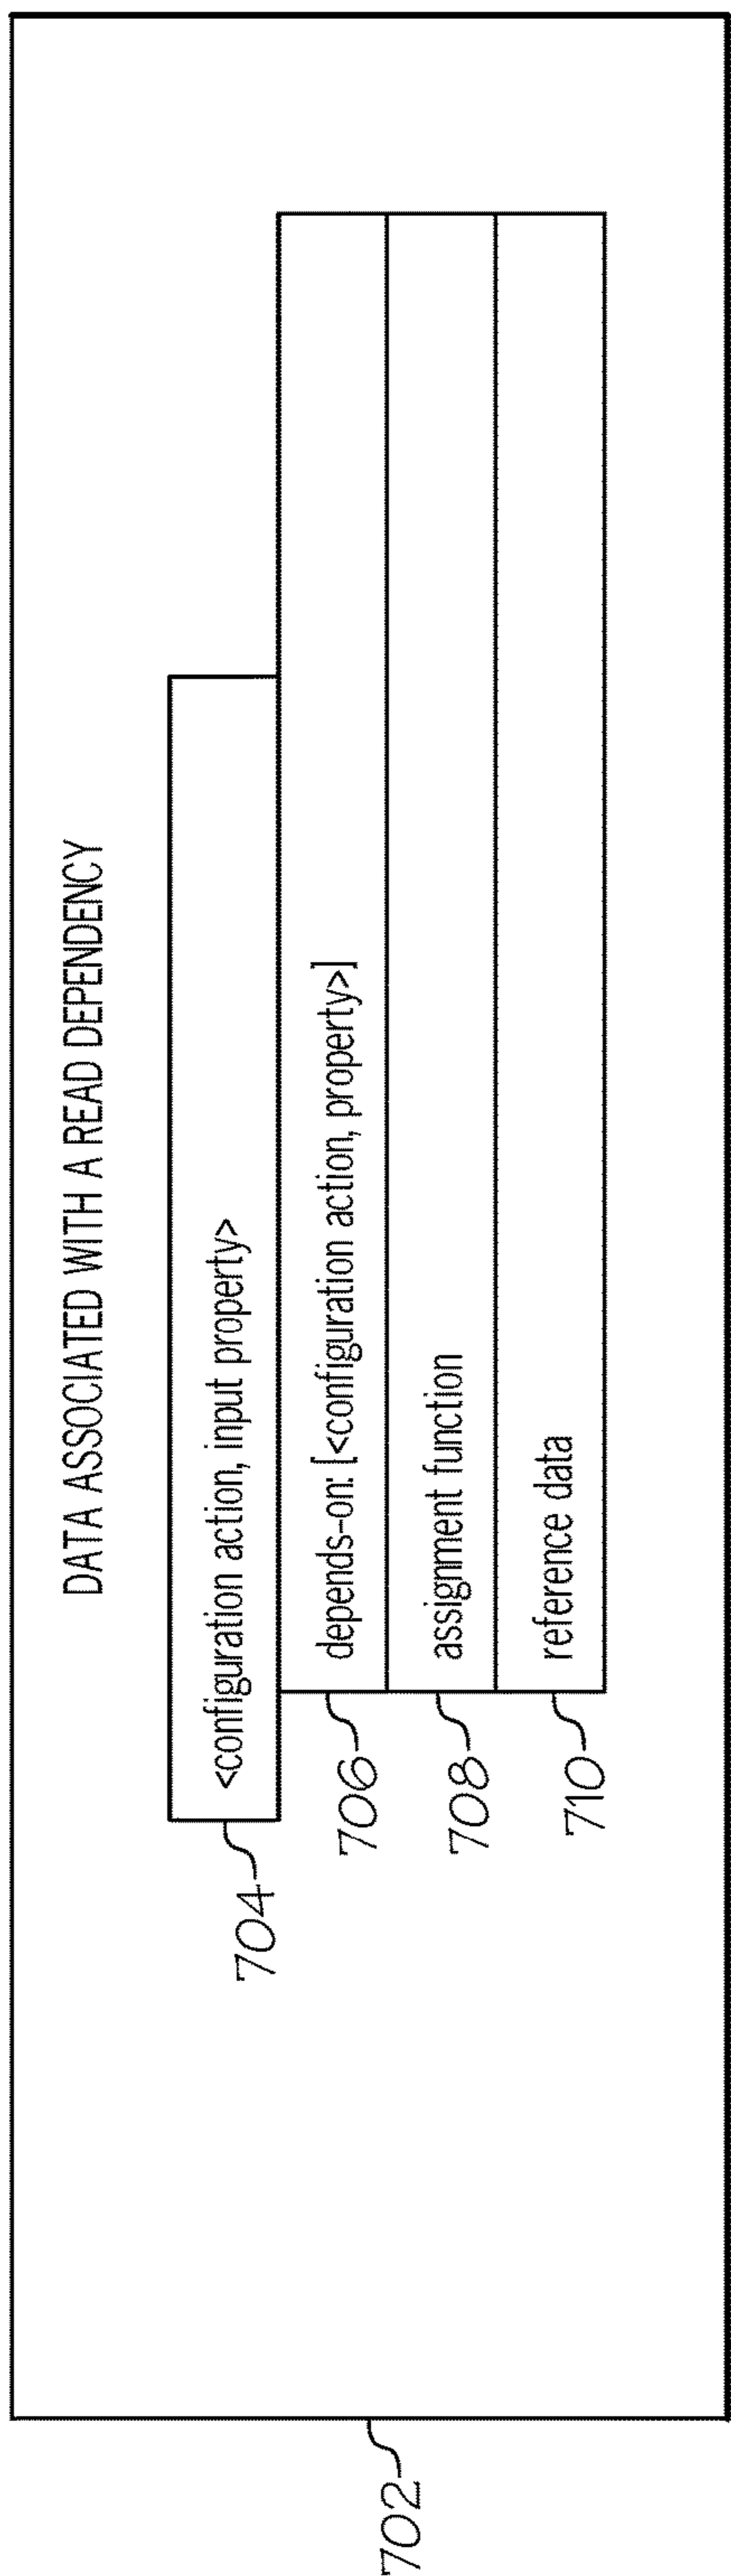 DATA ASSOCIATED WITH A READ DEPENDENCY
704
<configuration action, input property>
706
depends-on: [<configuration action, property>]
708
assignment function
710
reference data
702